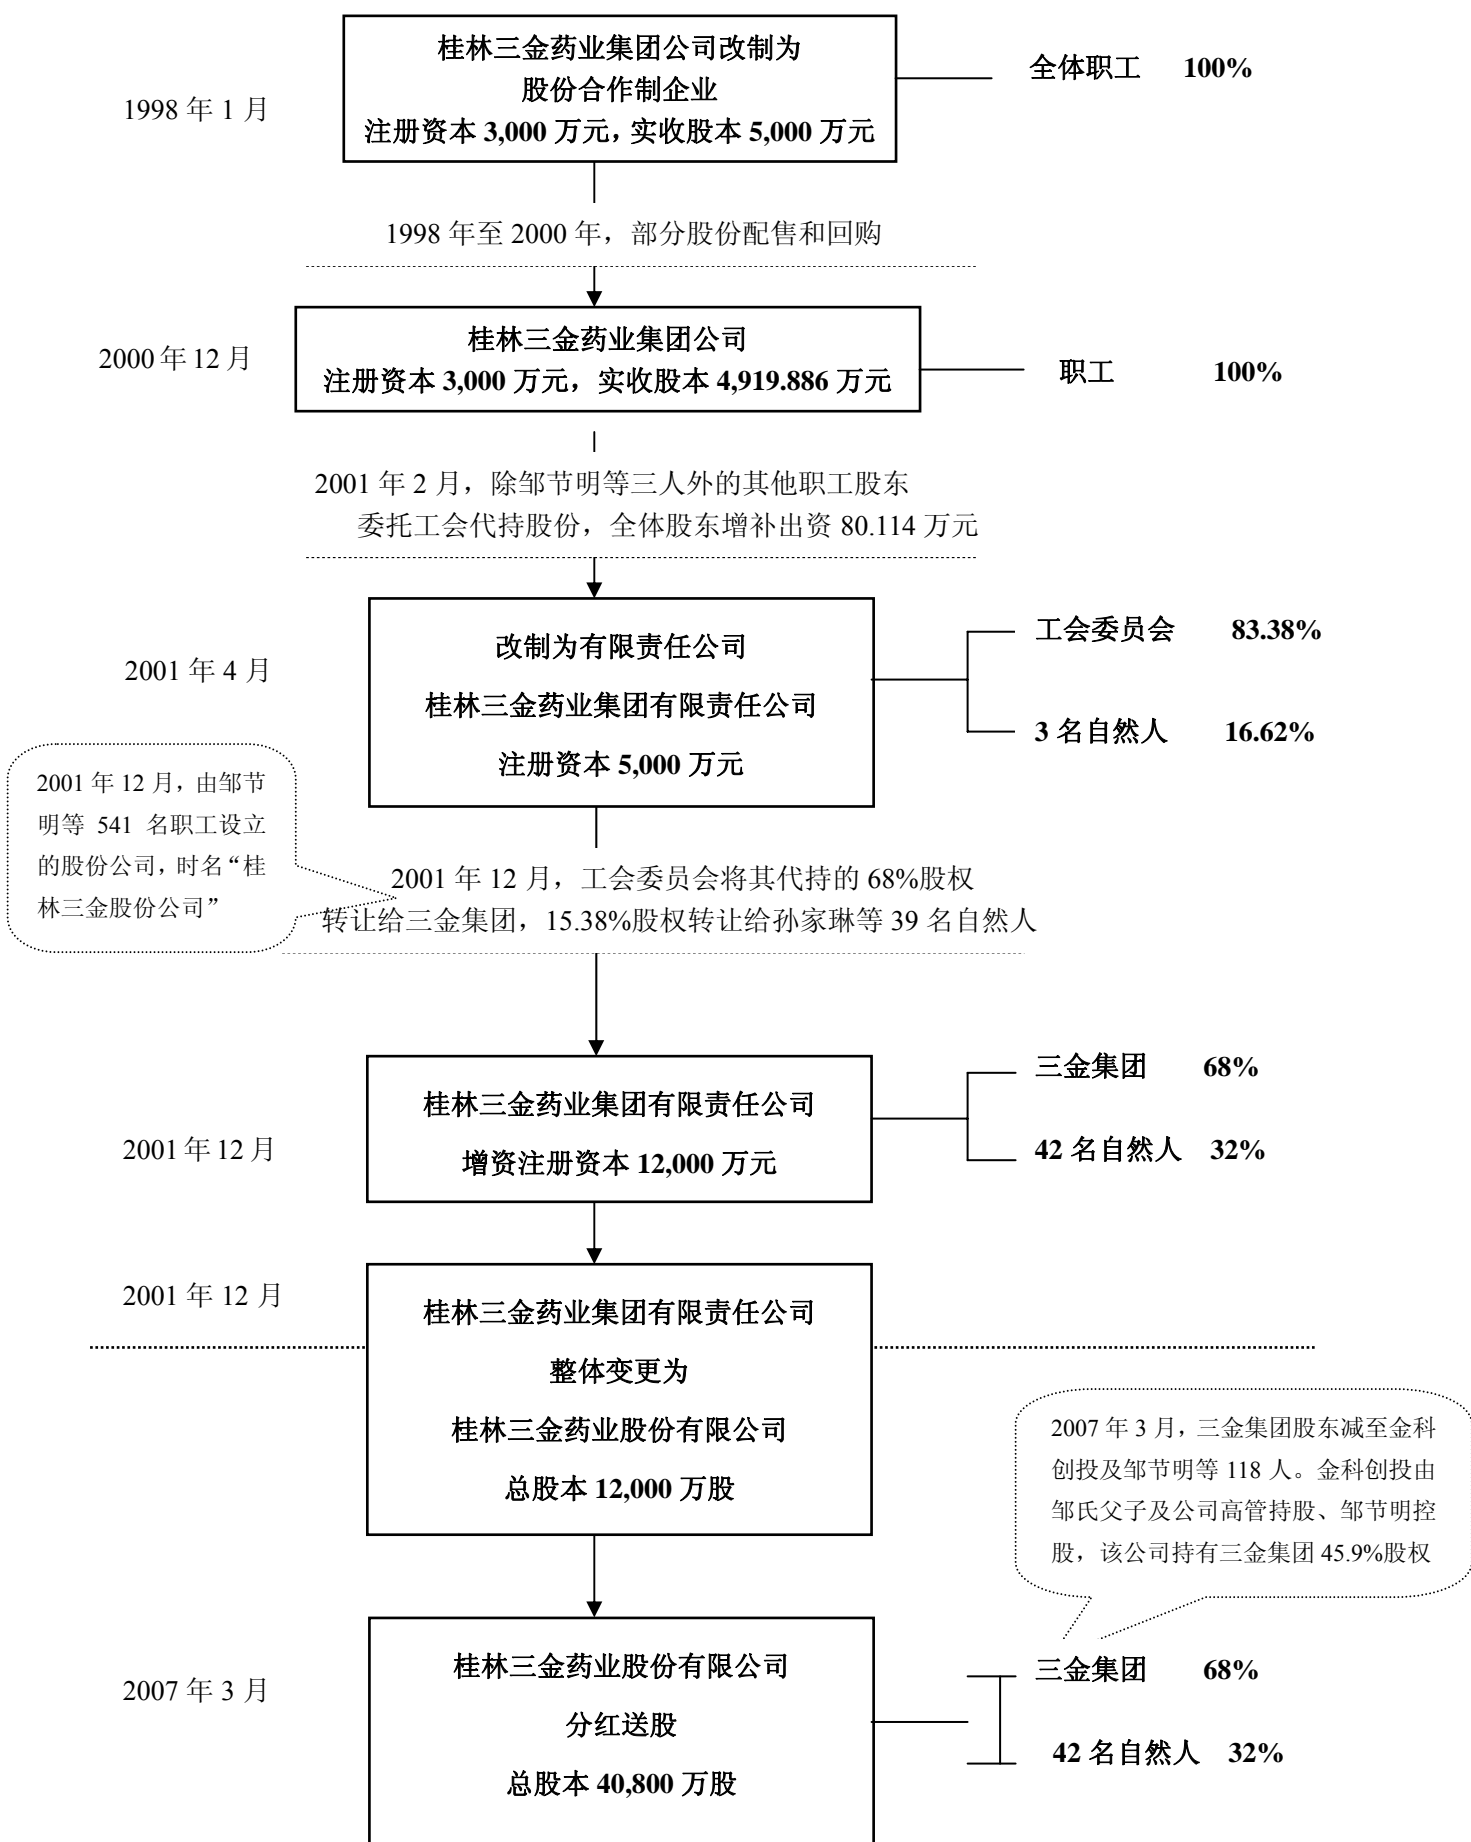 桂林三金药业集团公司改制为
股份合作制企业
注册资本 3,000 万元，实收股本 5,000 万元
全体职工 100%
1998 年 1 月
1998 年至 2000 年，部分股份配售和回购
桂林三金药业集团公司
注册资本 3,000 万元，实收股本 4,919.886 万元
2000 年 12 月
职工 100%
2001 年 2 月，除邹节明等三人外的其他职工股东
委托工会代持股份，全体股东增补出资 80.114 万元
改制为有限责任公司
桂林三金药业集团有限责任公司
注册资本 5,000 万元
2001 年 4 月
工会委员会 83.38%
3 名自然人 16.62%
2001 年 12 月，由邹节
明等 541 名职工设立
的股份公司，时名“桂
林三金股份公司”
2001 年 12 月，工会委员会将其代持的 68%股权
转让给三金集团，15.38%股权转让给孙家琳等 39 名自然人
桂林三金药业集团有限责任公司
增资注册资本 12,000 万元
2001 年 12 月
三金集团 68%
42 名自然人 32%
2001 年 12 月
桂林三金药业集团有限责任公司
整体变更为
桂林三金药业股份有限公司
总股本 12,000 万股
2007 年 3 月，三金集团股东减至金科
创投及邹节明等 118 人。金科创投由
邹氏父子及公司高管持股、邹节明控
股，该公司持有三金集团 45.9%股权
2007 年 3 月
桂林三金药业股份有限公司
分红送股
总股本 40,800 万股
三金集团 68%
42 名自然人 32%